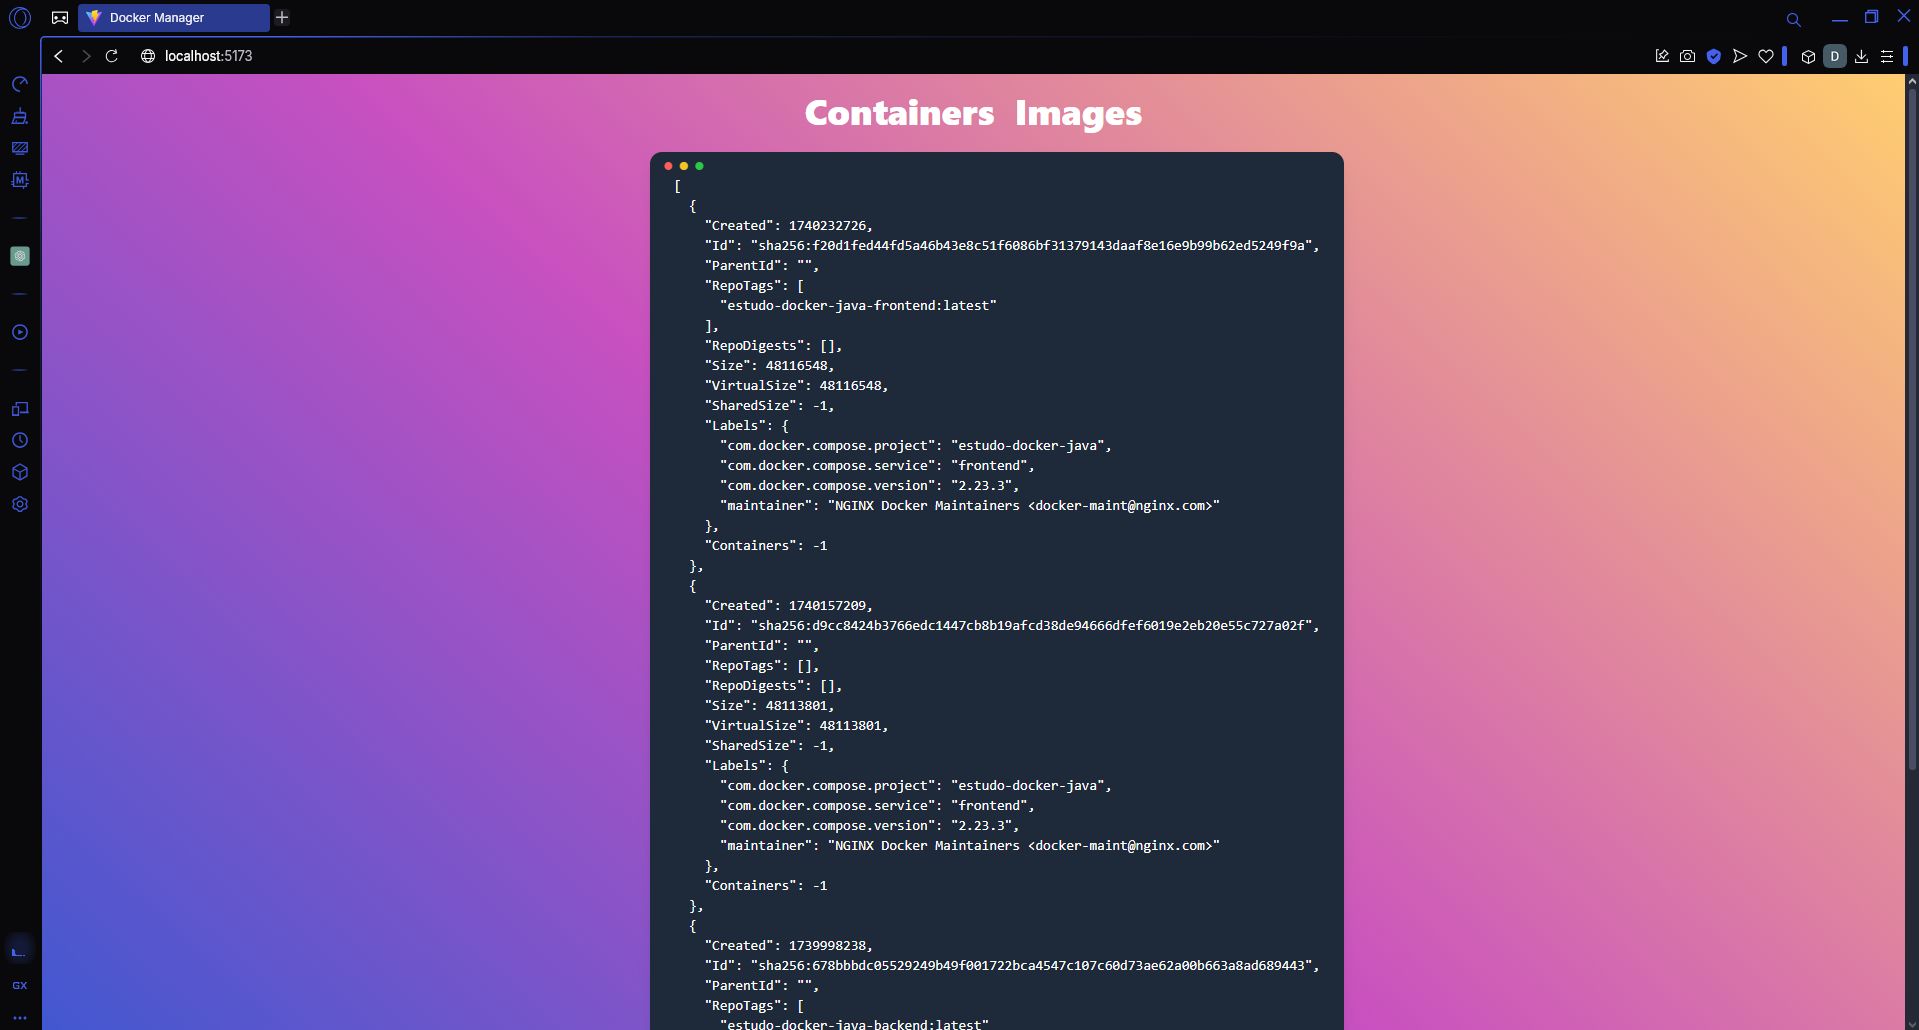 Docker Manager
localhost:5173
D
Containers Images
[
{
"Created": 1740232726,
"Id": "sha256:f20d1fed44fd5a46b43e8c51f6086bf31379143daaf8e16e9b99b62ed5249f9a",
"ParentId": "",
"RepoTags": [
"estudo-docker-java-frontend:latest"
],
"RepoDigests": [],
"Size": 48116548,
"VirtualSize": 48116548,
"SharedSize": -1,
"Labels": {
"com.docker.compose.project": "estudo-docker-java",
"com.docker.compose.service": "frontend",
"com.docker.compose.version": "2.23.3",
"maintainer": "NGINX Docker Maintainers <docker-maint@nginx.com>"
},
"Containers": -1
},
{
"Created": 1740157209,
"Id": "sha256:d9cc8424b3766edc1447cb8b19afcd38de94666dfef6019e2eb20e55c727a02f",
"ParentId": "",
"RepoTags": [],
"RepoDigests": [],
"Size": 48113801,
"VirtualSize": 48113801,
"SharedSize": -1,
"Labels": {
"com.docker.compose.project": "estudo-docker-java",
"com.docker.compose.service": "frontend",
"com.docker.compose.version": "2.23.3",
"maintainer": "NGINX Docker Maintainers <docker-maint@nginx.com>"
},
"Containers": -1
},
{
"Created": 1739998238,
"Id": "sha256:678bbbdc05529249b49f001722bca4547c107c60d73ae62a00b663a8ad689443",
"ParentId": "",
"RepoTags": [
"estudo-docker-java-backend:latest"
M
GX